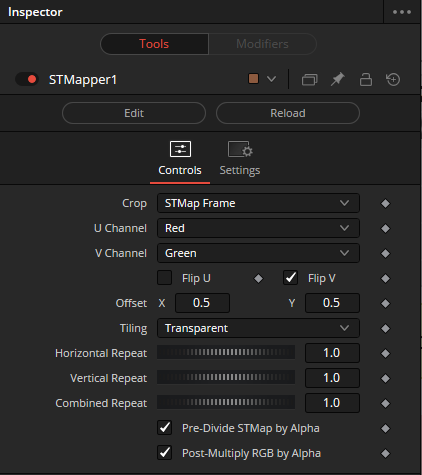 Inspector
Tools Modifiers
STMapper1
Edit Reload
Controls Settings
Crop STMap Frame
U Channel Red
V Channel Green
Flip U Flip V
Offset X 0.5 Y 0.5
Tiling Transparent
Horizontal Repeat 1.0
Vertical Repeat 1.0
Combined Repeat 1.0
Pre-Divide STMap by Alpha
Post-Multiply RGB by Alpha